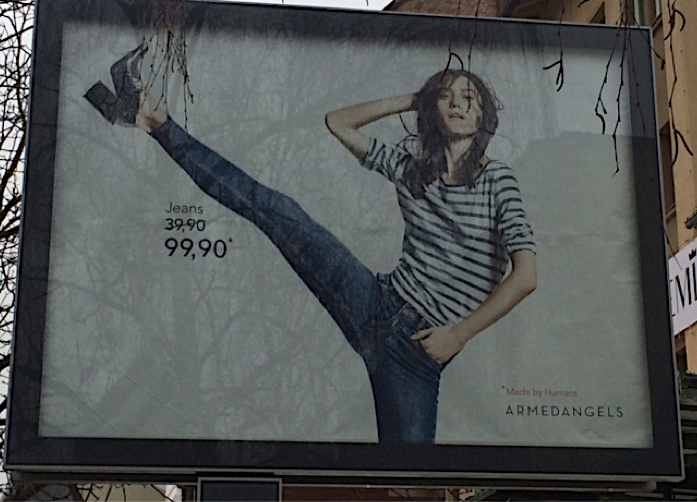 Jeans
39,90
99,90*
*Made by Humans
ARMEDANGELS